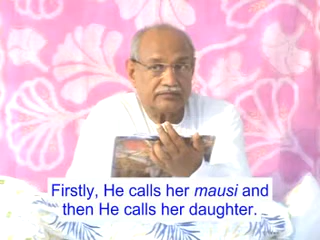 Firstly, He calls her mausi and
then He calls her daughter.